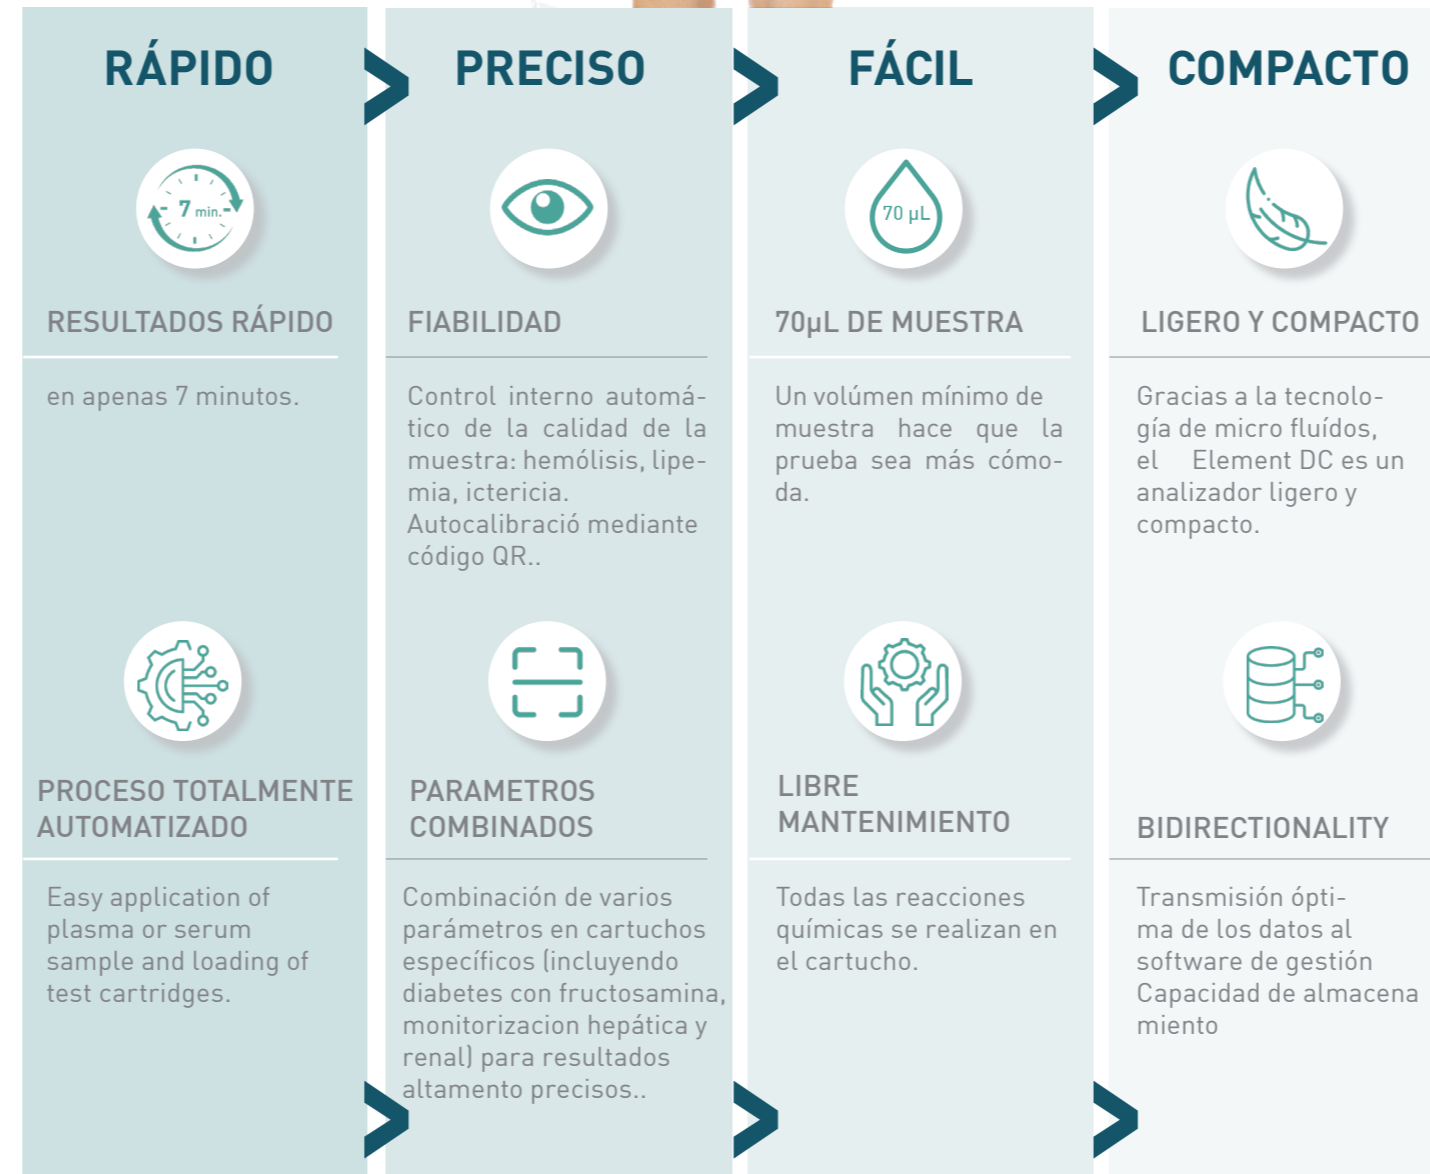 RÁPIDO
7 min.
RESULTADOS RÁPIDO
en apenas 7 minutos.
PROCESO TOTALMENTE
AUTOMATIZADO
Easy application of
plasma or serum
sample and loading of
test cartridges.
PRECISO
FIABILIDAD
Control interno automá-
tico de la calidad de la
muestra: hemólisis, lipe-
mia, ictericia.
Autocalibració mediante
código QR..
PARAMETROS
COMBINADOS
Combinación de varios
parámetros en cartuchos
específicos (incluyendo
diabetes con fructosamina,
monitorizacion hepática y
renal) para resultados
altamento precisos..
FÁCIL
70 µL
70µL DE MUESTRA
Un volúmen mínimo de
muestra hace que la
prueba sea más cómo-
da.
LIBRE
MANTENIMIENTO
Todas las reacciones
químicas se realizan en
el cartucho.
COMPACTO
LIGERO Y COMPACTO
Gracias a la tecnolo-
gía de micro fluídos,
el Element DC es un
analizador ligero y
compacto.
BIDIRECTIONALITY
Transmisión ópti-
ma de los datos al
software de gestión
Capacidad de almacena
miento